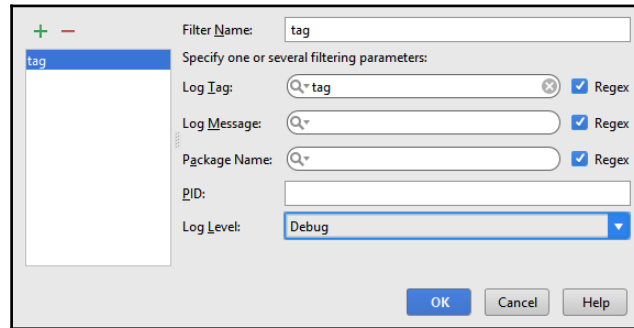 Filter Name: tag
tag
Specify one or several filtering parameters:
Log Tag: tag Regex
Log Message: Regex
Package Name: Regex
PID:
Log Level: Debug
OK Cancel Help